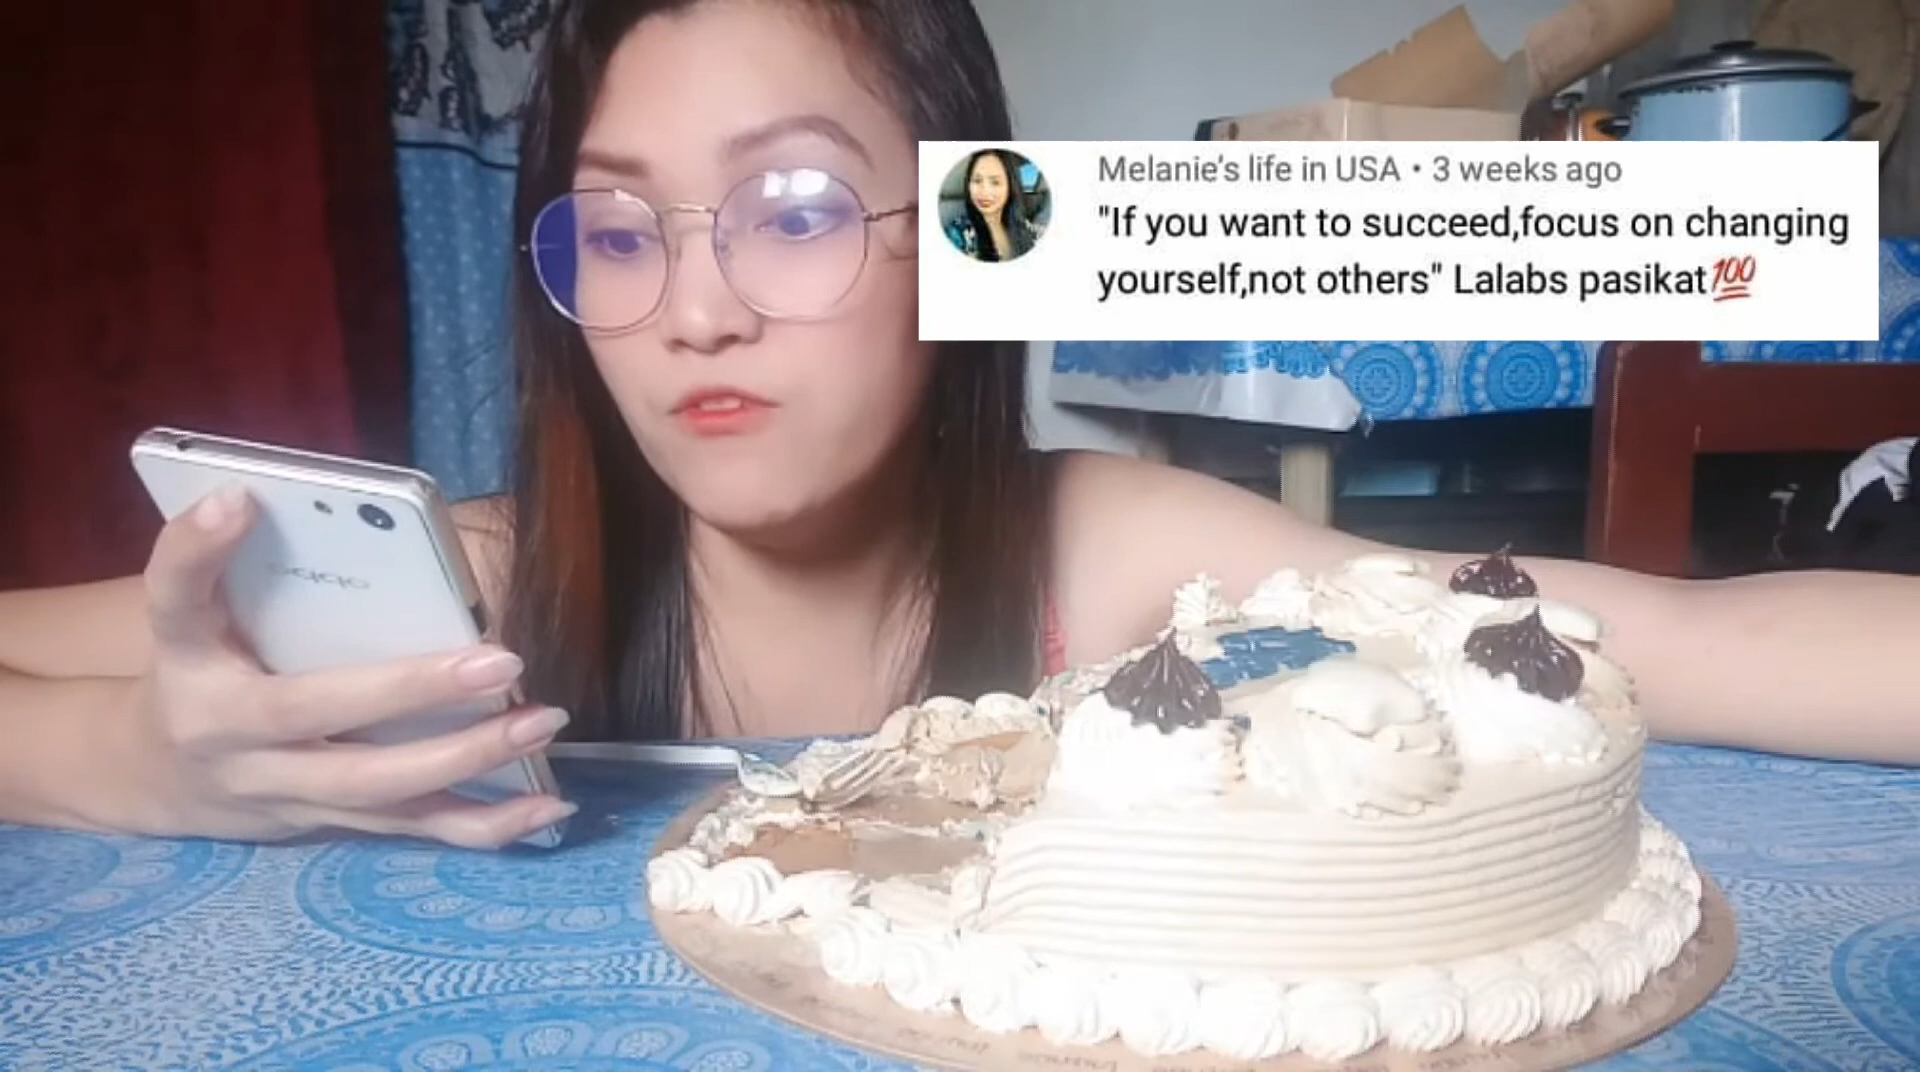 Melanie's life in USA • 3 weeks ago
"If you want to succeed,focus on changing
yourself,not others" Lalabs pasikat💯
oppo